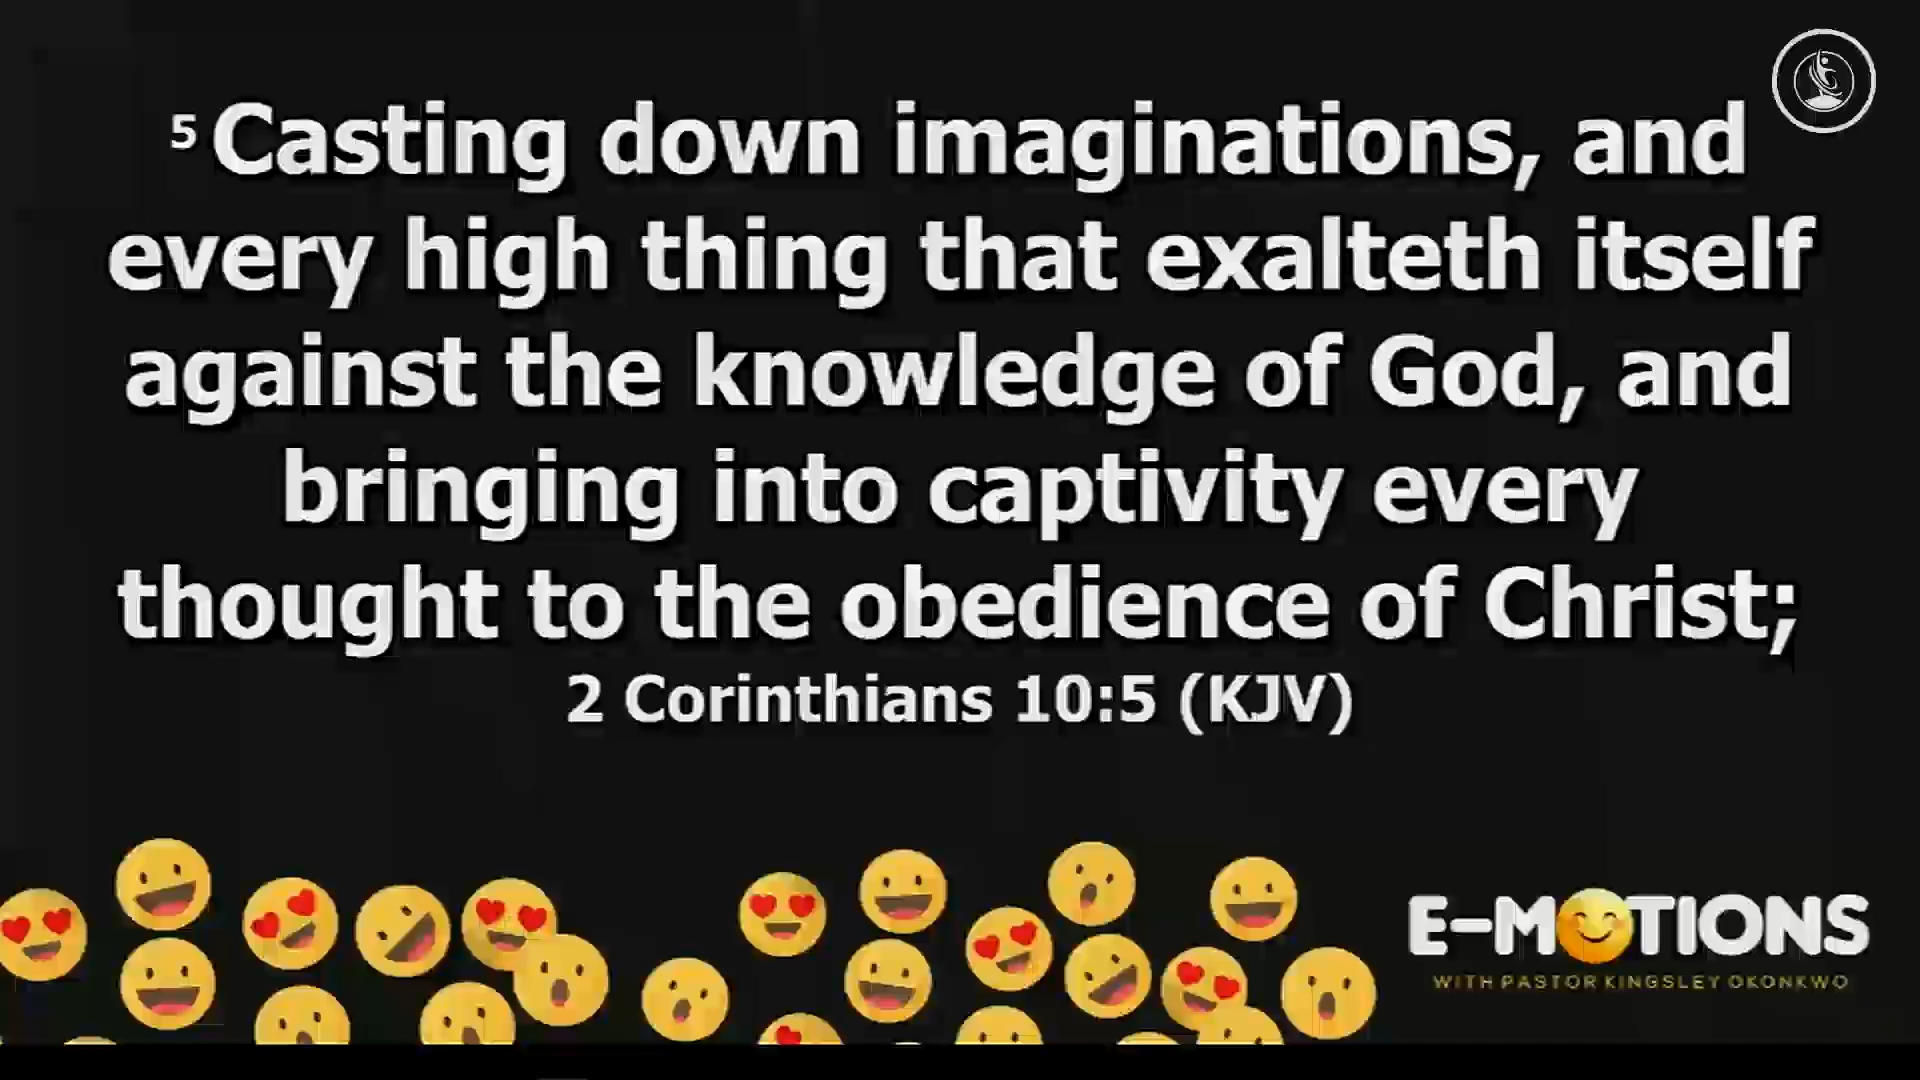 5 Casting down imaginations, and
every high thing that exalteth itself
against the knowledge of God, and
bringing into captivity every
thought to the obedience of Christ;
2 Corinthians 10:5 (KJV)
E-MOTIONS
WITH PASTOR KINGSLEY OKONKWO